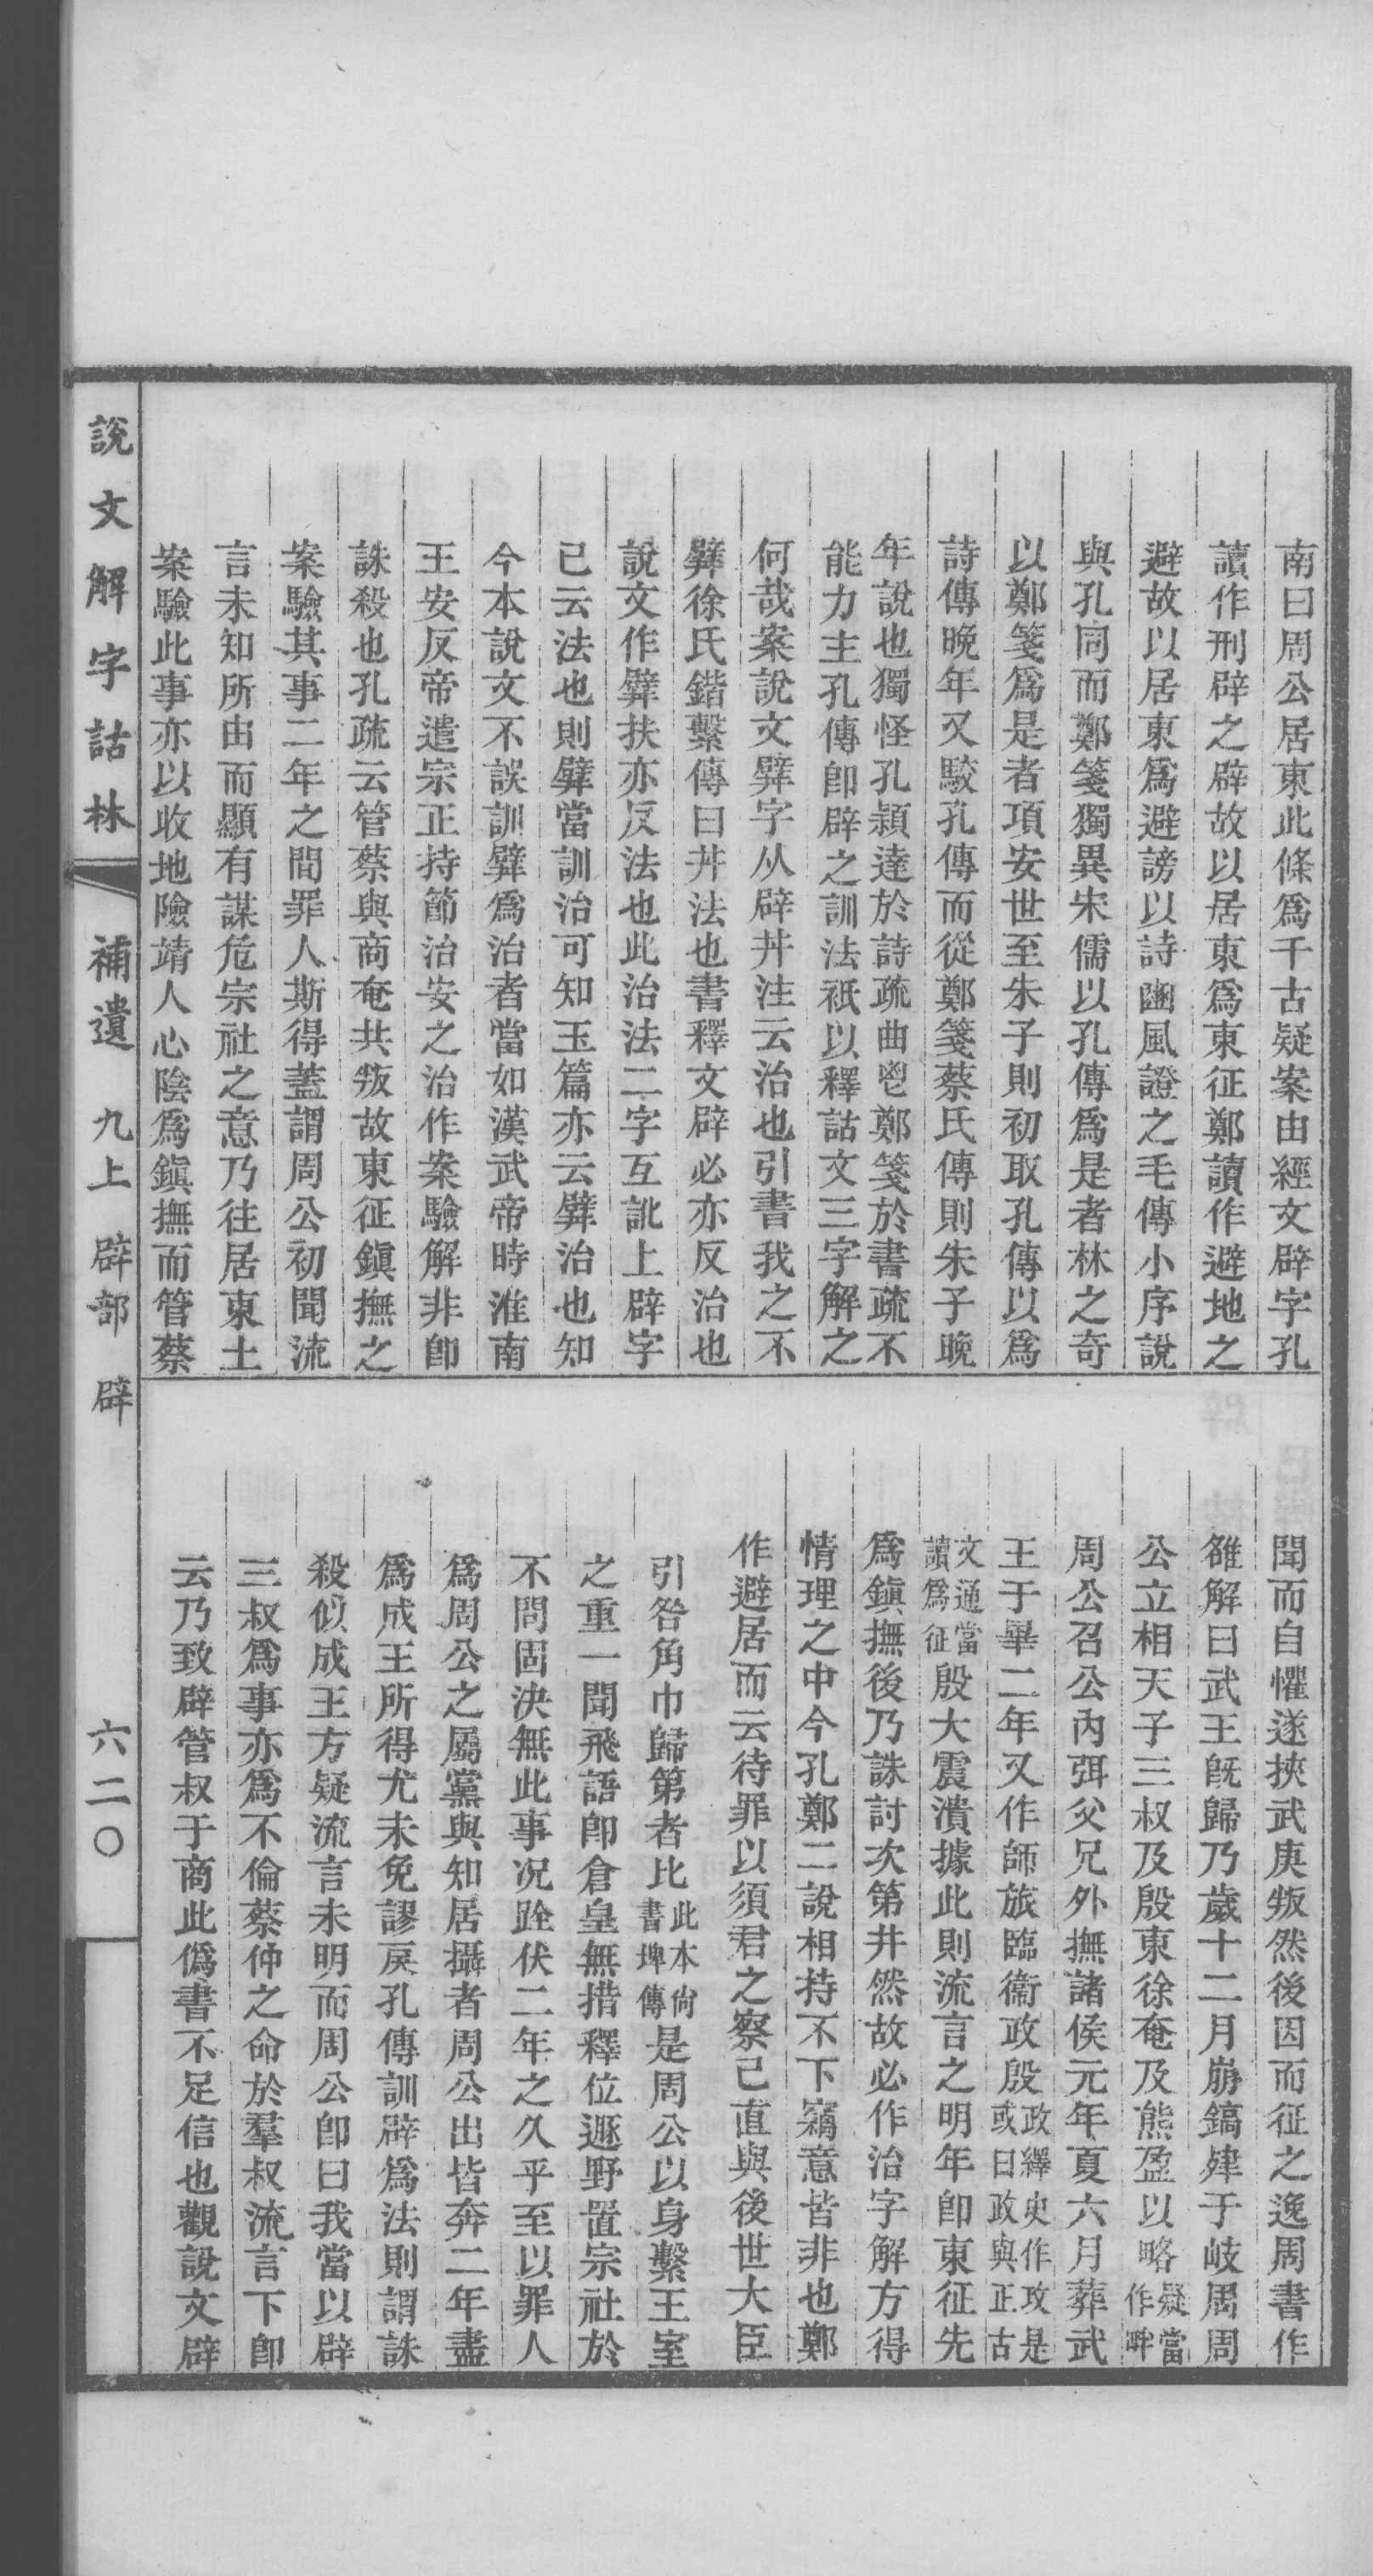 南曰周公居東此條爲千古疑案由經文辟字孔
讀作刑辟之辟故以居東爲東征鄭讀作避地之
避故以居東爲避謗以詩豳風證之毛傳小序說
與孔同而鄭箋獨異宋儒以孔傳爲是者林之奇
以鄭箋爲是者項安世至朱子則初取孔傳以爲
詩傳晚年又駁孔傳而從鄭箋蔡氏傳則朱子晚
年說也獨怪孔穎達於詩疏曲鄭箋於書疏不
能力主孔傳卽辟之訓法祇以釋詁文三字解之
何哉案說文㘷字从辟丼注云治也引書我之不
㘷徐氏鍇繫傳曰丼法也書釋文辟必亦反治也
說文作㘷扶亦反法也此治法二字互訛上辟字
已云法也則㘷當訓治可知玉篇亦云㘷治也知
今本說文不誤訓㘷爲治者當如漢武帝時淮南
王安反帝遣宗正持節治安之治作案驗解非卽
誅殺也孔疏云管蔡與商奄共叛故東征鎭撫之
案驗其事二年之間罪人斯得蓋謂周公初聞流
言未知所由而顯有謀危宗社之意乃往居東土
案驗此事亦以收地險靖人心陰爲鎭撫而管蔡
聞而自懼遂挾武庚叛然後因而征之逸周書作
雒解曰武王旣歸乃歲十二月崩鎬肂于岐周周
公立相天子三叔及殷東徐奄及熊盈以略疑當作畔
周公召公內弭父兄外撫諸侯元年夏六月葬武
王于畢二年又作師旅臨衞政殷政繹史作攻是或曰政與正古
文通當讀爲征殷大震潰據此則流言之明年卽東征先
爲鎭撫後乃誅討次第井然故必作治字解方得
情理之中今孔鄭二說相持不下竊意皆非也鄭
作避居而云待罪以須君之察己直與後世大臣
引咎角巾歸第者比此本尙書埤傳是周公以身繫王室
之重一聞飛語卽倉皇無措釋位遯野置宗社於
不問固決無此事况跧伏二年之久乎至以罪人
爲周公之屬黨與知居攝者周公出皆奔二年盡
爲成王所得尤未免謬戾孔傳訓辟爲法則謂誅
殺似成王方疑流言未明而周公卽曰我當以辟
三叔爲事亦爲不倫蔡仲之命於羣叔流言下卽
云乃致辟管叔于商此僞書不足信也觀說文辟
說文解字詁林 補遺 九上 辟部 辟 六二〇